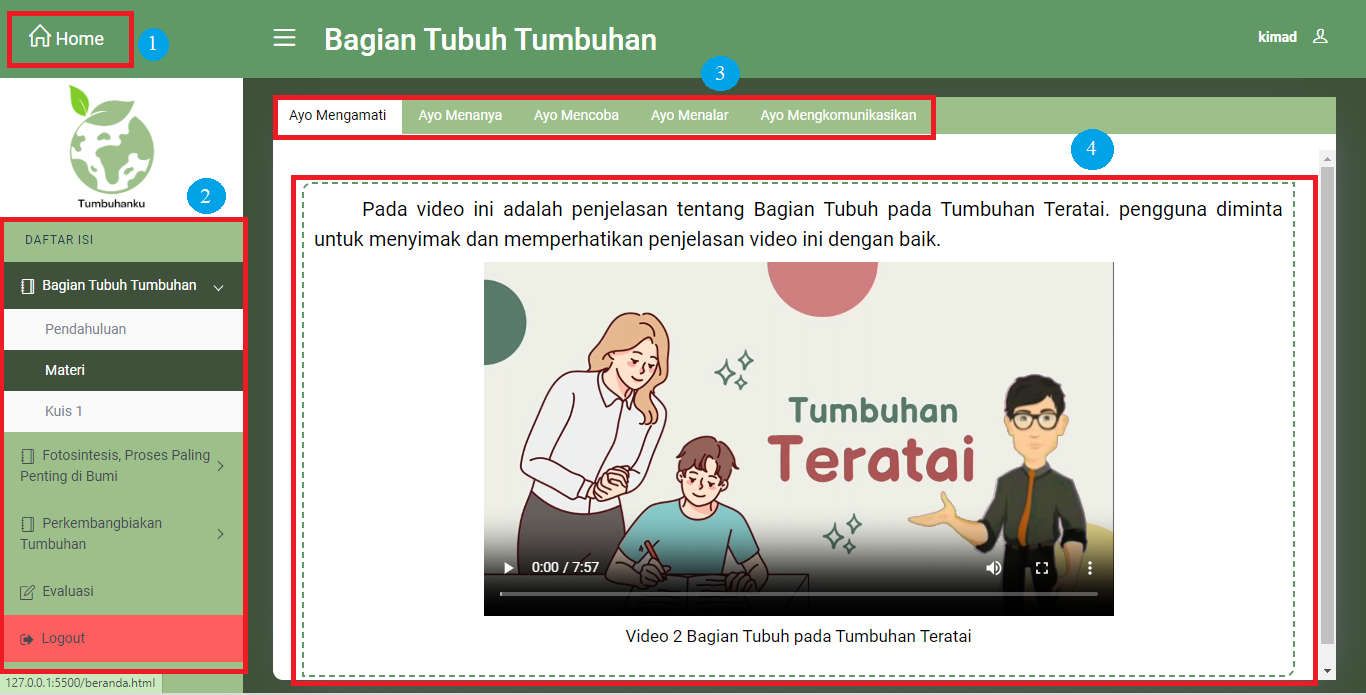 Home
1
Bagian Tubuh Tumbuhan
kimad
3
Tumbuhanku
2
Ayo Mengamati Ayo Menanya Ayo Mencoba Ayo Menalar Ayo Mengkomunikasikan
4
DAFTAR ISI
Bagian Tubuh Tumbuhan
Pendahuluan
Materi
Kuis 1
Fotosintesis, Proses Paling
Penting di Bumi
Perkembangbiakan
Tumbuhan
Evaluasi
Logout
127.0.0.1:5500/beranda.html
Pada video ini adalah penjelasan tentang Bagian Tubuh pada Tumbuhan Teratai. pengguna diminta
untuk menyimak dan memperhatikan penjelasan video ini dengan baik.
Tumbuhan
Teratai
0:00 / 7:57
Video 2 Bagian Tubuh pada Tumbuhan Teratai